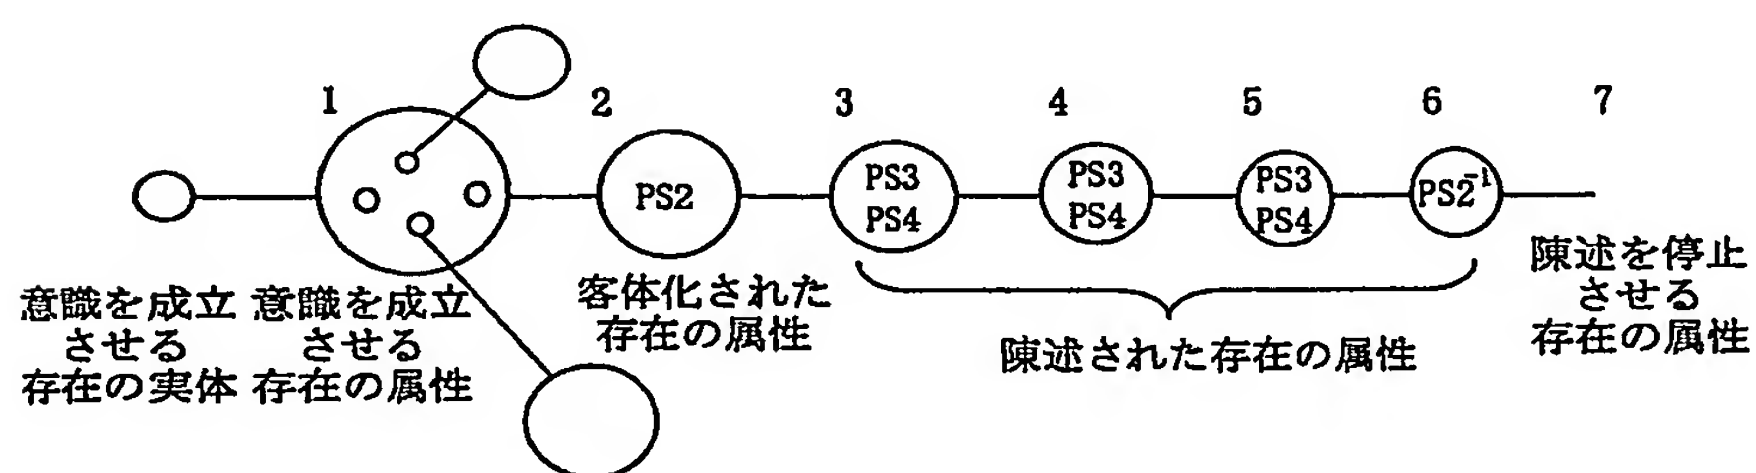 1
2
3
4
5
6
7
PS2
PS3
PS4
PS3
PS4
PS3
PS4
PS2⁻¹
意識を成立
させる
存在の実体
意識を成立
させる
存在の属性
客体化された
存在の属性
陳述された存在の属性
陳述を停止
させる
存在の属性